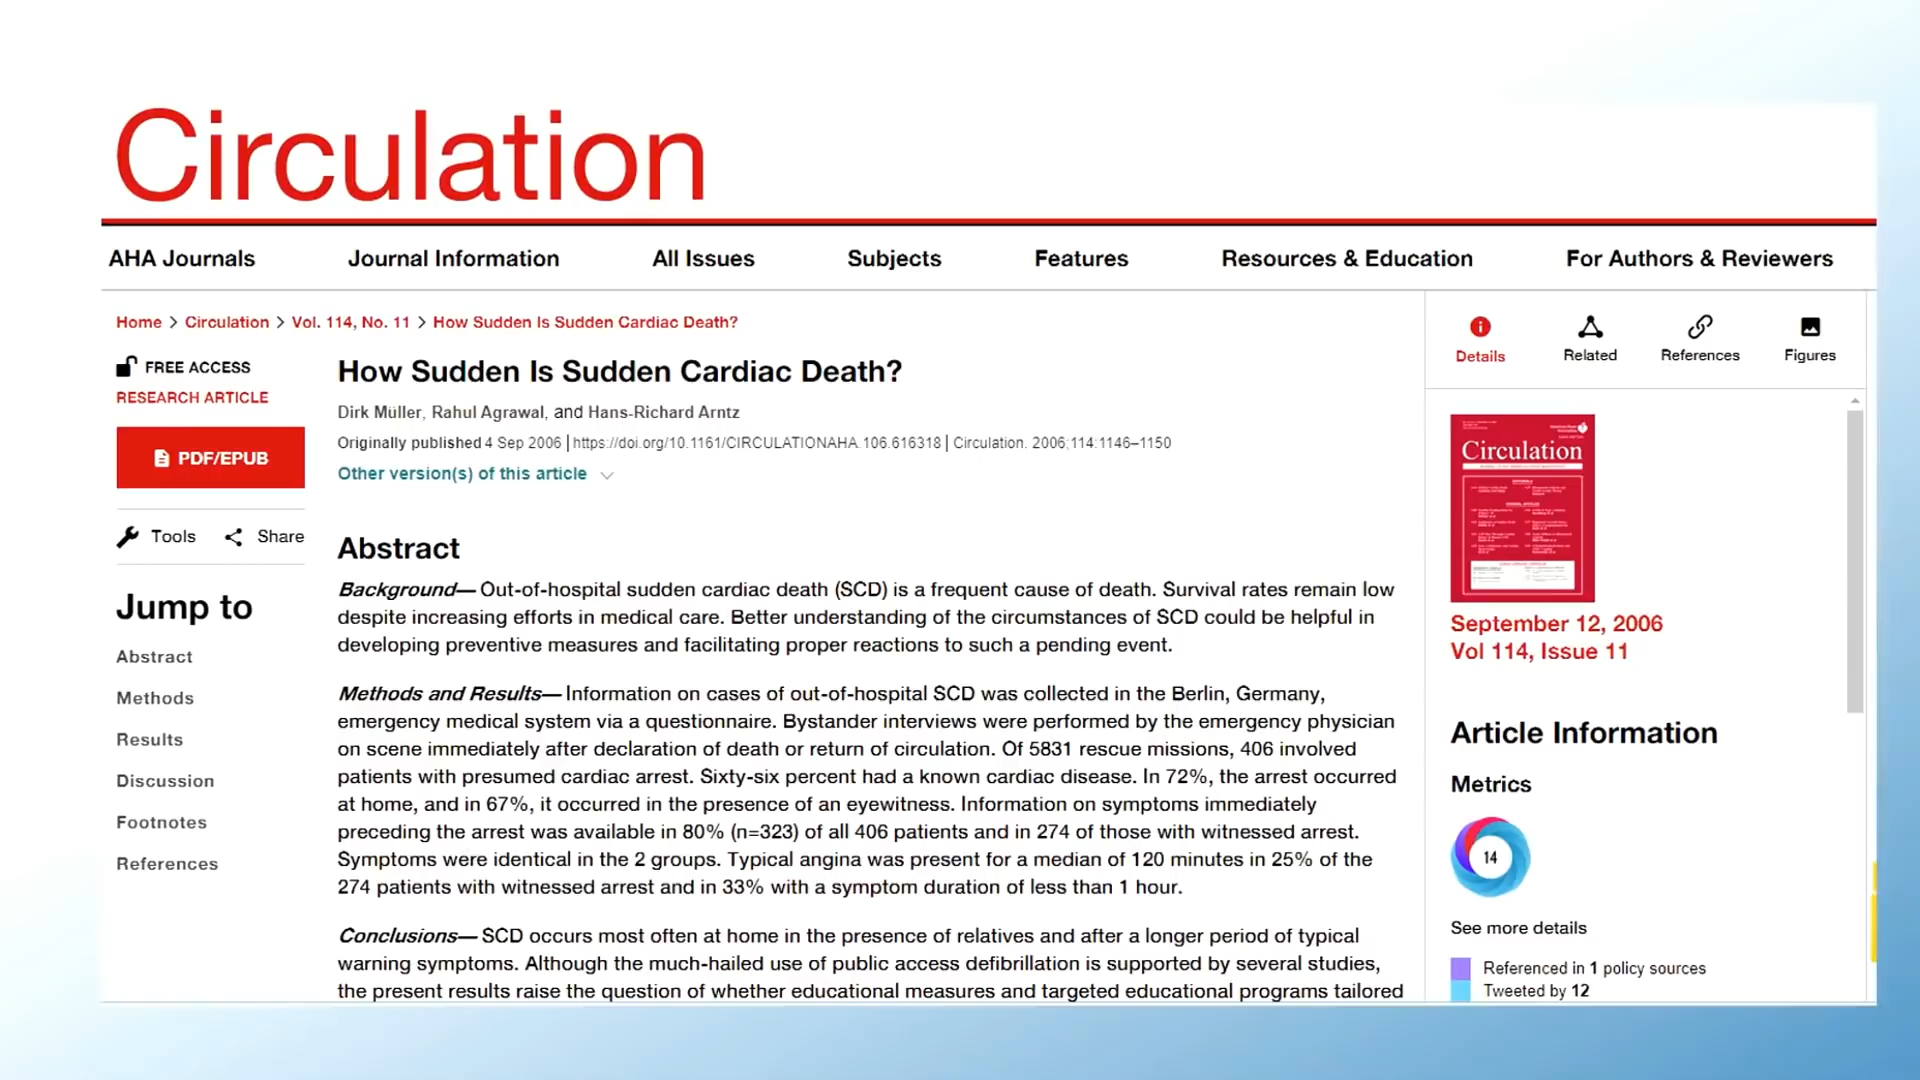 Circulation
AHA Journals Journal Information All Issues Subjects Features Resources & Education For Authors & Reviewers
Home > Circulation > Vol. 114, No. 11 > How Sudden Is Sudden Cardiac Death?
FREE ACCESS
RESEARCH ARTICLE
PDF/EPUB
Tools Share
Jump to
Abstract
Methods
Results
Discussion
Footnotes
References
How Sudden Is Sudden Cardiac Death?
Dirk Müller, Rahul Agrawal, and Hans-Richard Arntz
Originally published 4 Sep 2006 | https://doi.org/10.1161/CIRCULATIONAHA.106.616318 | Circulation. 2006;114:1146–1150
Other version(s) of this article
Abstract
Background— Out-of-hospital sudden cardiac death (SCD) is a frequent cause of death. Survival rates remain low
despite increasing efforts in medical care. Better understanding of the circumstances of SCD could be helpful in
developing preventive measures and facilitating proper reactions to such a pending event.
Methods and Results— Information on cases of out-of-hospital SCD was collected in the Berlin, Germany,
emergency medical system via a questionnaire. Bystander interviews were performed by the emergency physician
on scene immediately after declaration of death or return of circulation. Of 5831 rescue missions, 406 involved
patients with presumed cardiac arrest. Sixty-six percent had a known cardiac disease. In 72%, the arrest occurred
at home, and in 67%, it occurred in the presence of an eyewitness. Information on symptoms immediately
preceding the arrest was available in 80% (n=323) of all 406 patients and in 274 of those with witnessed arrest.
Symptoms were identical in the 2 groups. Typical angina was present for a median of 120 minutes in 25% of the
274 patients with witnessed arrest and in 33% with a symptom duration of less than 1 hour.
Conclusions— SCD occurs most often at home in the presence of relatives and after a longer period of typical
warning symptoms. Although the much-hailed use of public access defibrillation is supported by several studies,
the present results raise the question of whether educational measures and targeted educational programs tailored
Details Related References Figures
Circulation
September 12, 2006
Vol 114, Issue 11
Article Information
Metrics
14
See more details
Referenced in 1 policy sources
Tweeted by 12